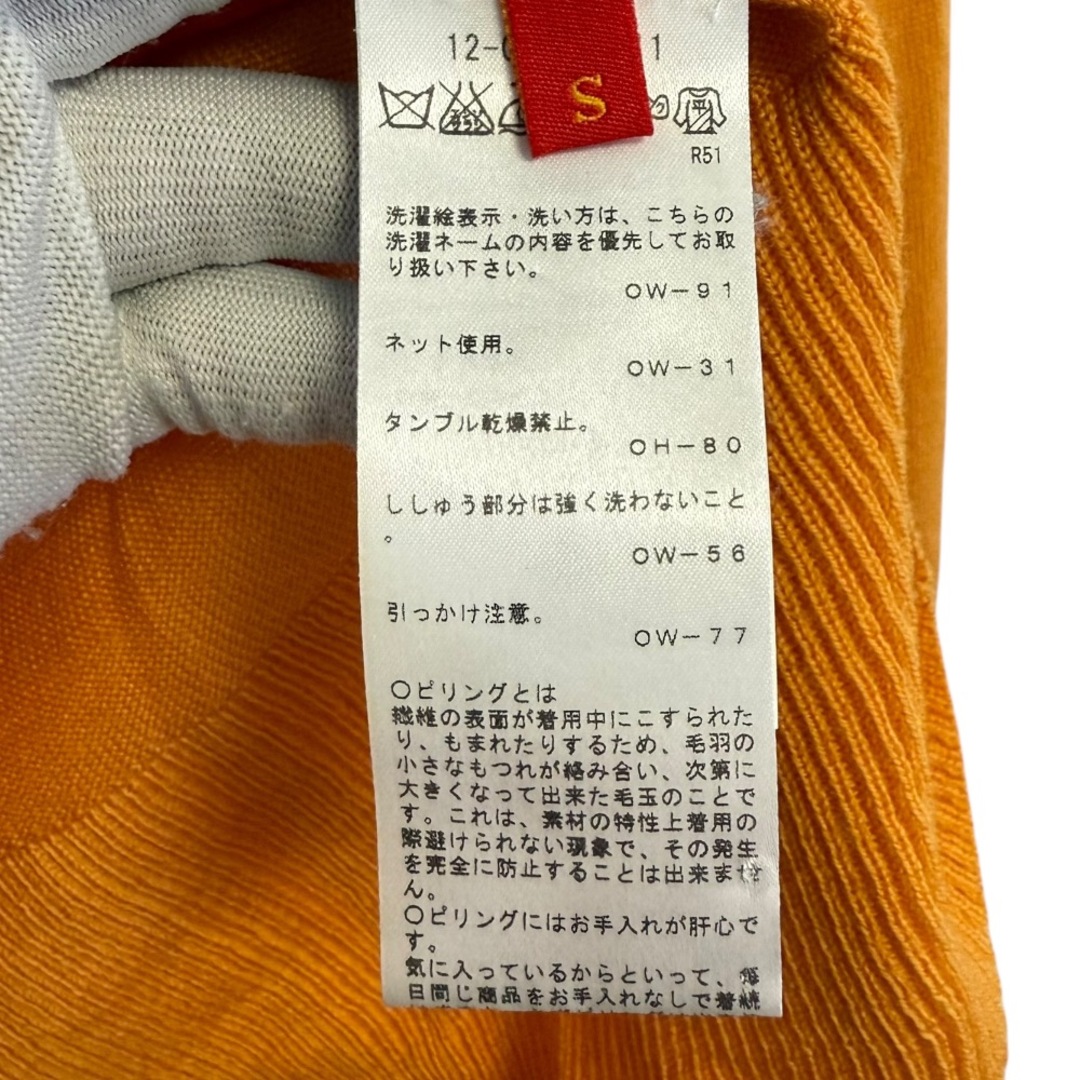 S
平
R51
洗濯絵表示・洗い方は、こちらの
洗濯ネームの内容を優先してお取
り扱い下さい。
OW-91
ネット使用。
OW-31
タンブル乾燥禁止。
OH-80
ししゅう部分は強く洗わないこと
。
OW-56
引っかけ注意。
OW-77
○ピリングとは
繊維の表面が着用中にこすられた
り、もまれたりするため、毛羽の
小さなもつれが絡み合い、次第に
大きくなって出来た毛玉のことで
す。これは、素材の特性上着用の
際避けられない現象で、その発生
を完全に防止することは出来ませ
ん。
○ピリングにはお手入れが肝心で
す。
気に入っているからといって、毎
日同じ商品をお手入れなしで着続